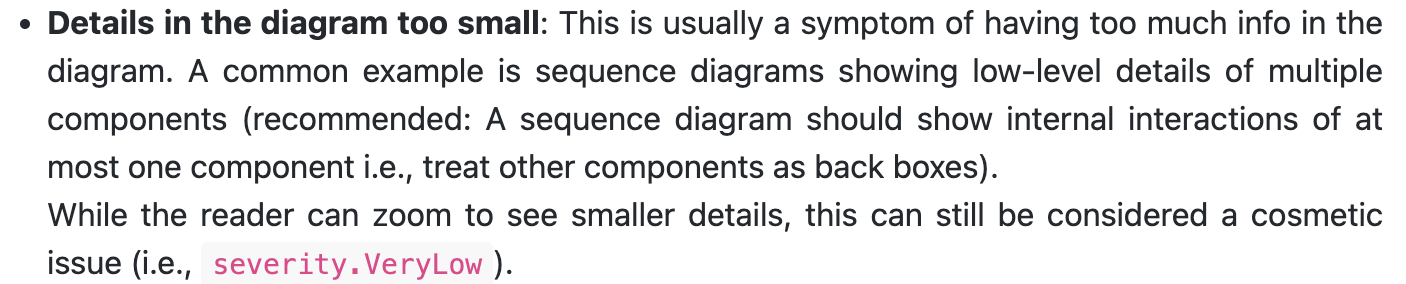 • Details in the diagram too small: This is usually a symptom of having too much info in the
diagram. A common example is sequence diagrams showing low-level details of multiple
components (recommended: A sequence diagram should show internal interactions of at
most one component i.e., treat other components as back boxes).
While the reader can zoom to see smaller details, this can still be considered a cosmetic
issue (i.e., severity.VeryLow ).